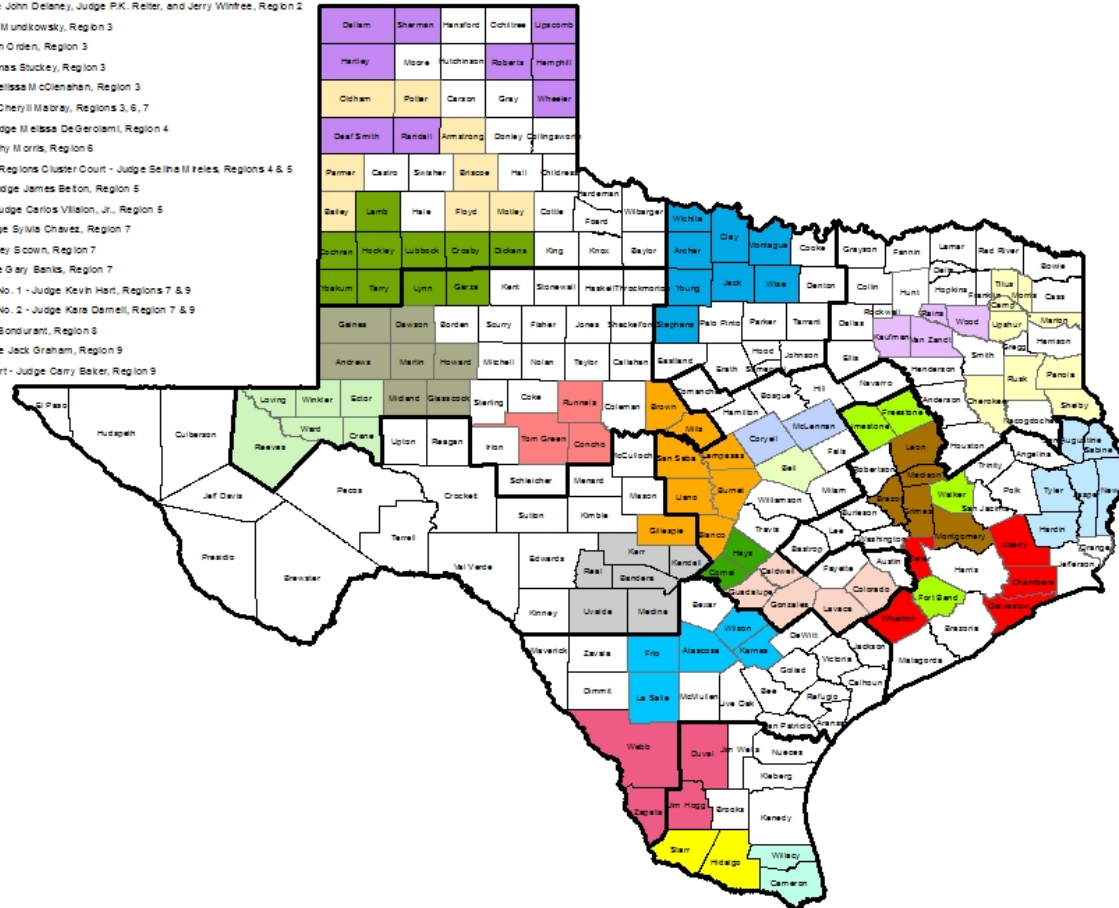 John Delaney, Judge P.K. Reiter, and Jerry Winfree, Region 2
Mundkowsky, Region 3
Orden, Region 3
Stuckey, Region 3
McClenahan, Region 3
Cheryll Mabray, Regions 3, 6, 7
Melissa DeGerolami, Region 4
Morris, Region 6
Regions Cluster Court - Judge Selina Mireles, Regions 4 & 5
James Belton, Region 5
Judge Carlos Villalon, Jr., Region 5
Sylvia Chavez, Region 7
Scown, Region 7
Gary Banks, Region 7
No. 1 - Judge Kevin Hart, Regions 7 & 9
No. 2 - Judge Kara Darnell, Region 7 & 9
Bondurant, Region 8
Jack Graham, Region 9
- Judge Carry Baker, Region 9
Dallam Sherman Hansford Ochiltree Lipscomb
Hartley Moore Hutchinson Roberts Hemphill
Oldham Potter Carson Gray Wheeler
Deaf Smith Randall Armstrong Donley Collingsworth
Parmer Castro Swisher Briscoe Hall Childress
Hardeman
Bailey Lamb Hale Floyd Motley Cottle Foard Wilbarger Wichita
Clay Montague Cooke Grayson Fannin Lamar Red River Bowie
Cochran Hockley Lubbock Crosby Dickens King Knox Baylor Archer
Delta Titus Morris Cass
Yoakum Terry Lynn Garza Kent Stonewall Haskell Throckmorton Young Jack Wise Denton Collin Hunt Hopkins Franklin
Camp Marion
Gaines Dawson Borden Scurry Fisher Jones Shackelford Stephens Palo Pinto Parker Tarrant Dallas Rockwall Rains Wood Upshur
Kaufman Van Zandt Gregg Harrison
Andrews Martin Howard Mitchell Nolan Taylor Callahan Eastland Erath Hood Somervell Johnson Ellis Henderson Smith Rusk Panola
El Paso Hudspeth Culberson Loving Winkler Ector Midland Glasscock Sterling Coke Runnels Coleman Brown Comanche Bosque Hill Navarro Anderson Cherokee Shelby
Nacogdoches
Reeves Ward Crane Upton Reagan Irion Tom Green Concho Mills Hamilton Coryell McLennan Limestone Freestone Leon Houston Angelina San Augustine Sabine
McCulloch San Saba Lampasas Bell Falls Robertson Madison Trinity
Jeff Davis Pecos Crockett Schleicher Menard Mason Llano Burnet Williamson Milam Brazos Grimes Walker Polk Tyler Jasper
San Jacinto
Presidio Brewster Terrell Sutton Kimble Gillespie Blanco Travis Burleson Lee Washington Montgomery Liberty Hardin Orange
Val Verde Edwards Kerr Real Bandera Kendall Hays Comal Caldwell Bastrop Fayette Austin Harris Chambers Jefferson
Kinney Uvalde Medina Bexar Guadalupe Gonzales Lavaca Colorado Fort Bend Galveston
Wharton Brazoria
Maverick Zavala Frio Atascosa Wilson Karnes DeWitt Jackson Matagorda
Goliad Victoria Calhoun
Dimmit La Salle McMullen Live Oak Bee Refugio
San Patricio Aransas
Webb Duval Jim Wells Nueces
Kleberg
Zapata Jim Hogg Brooks Kenedy
Starr Hidalgo Willacy
Cameron